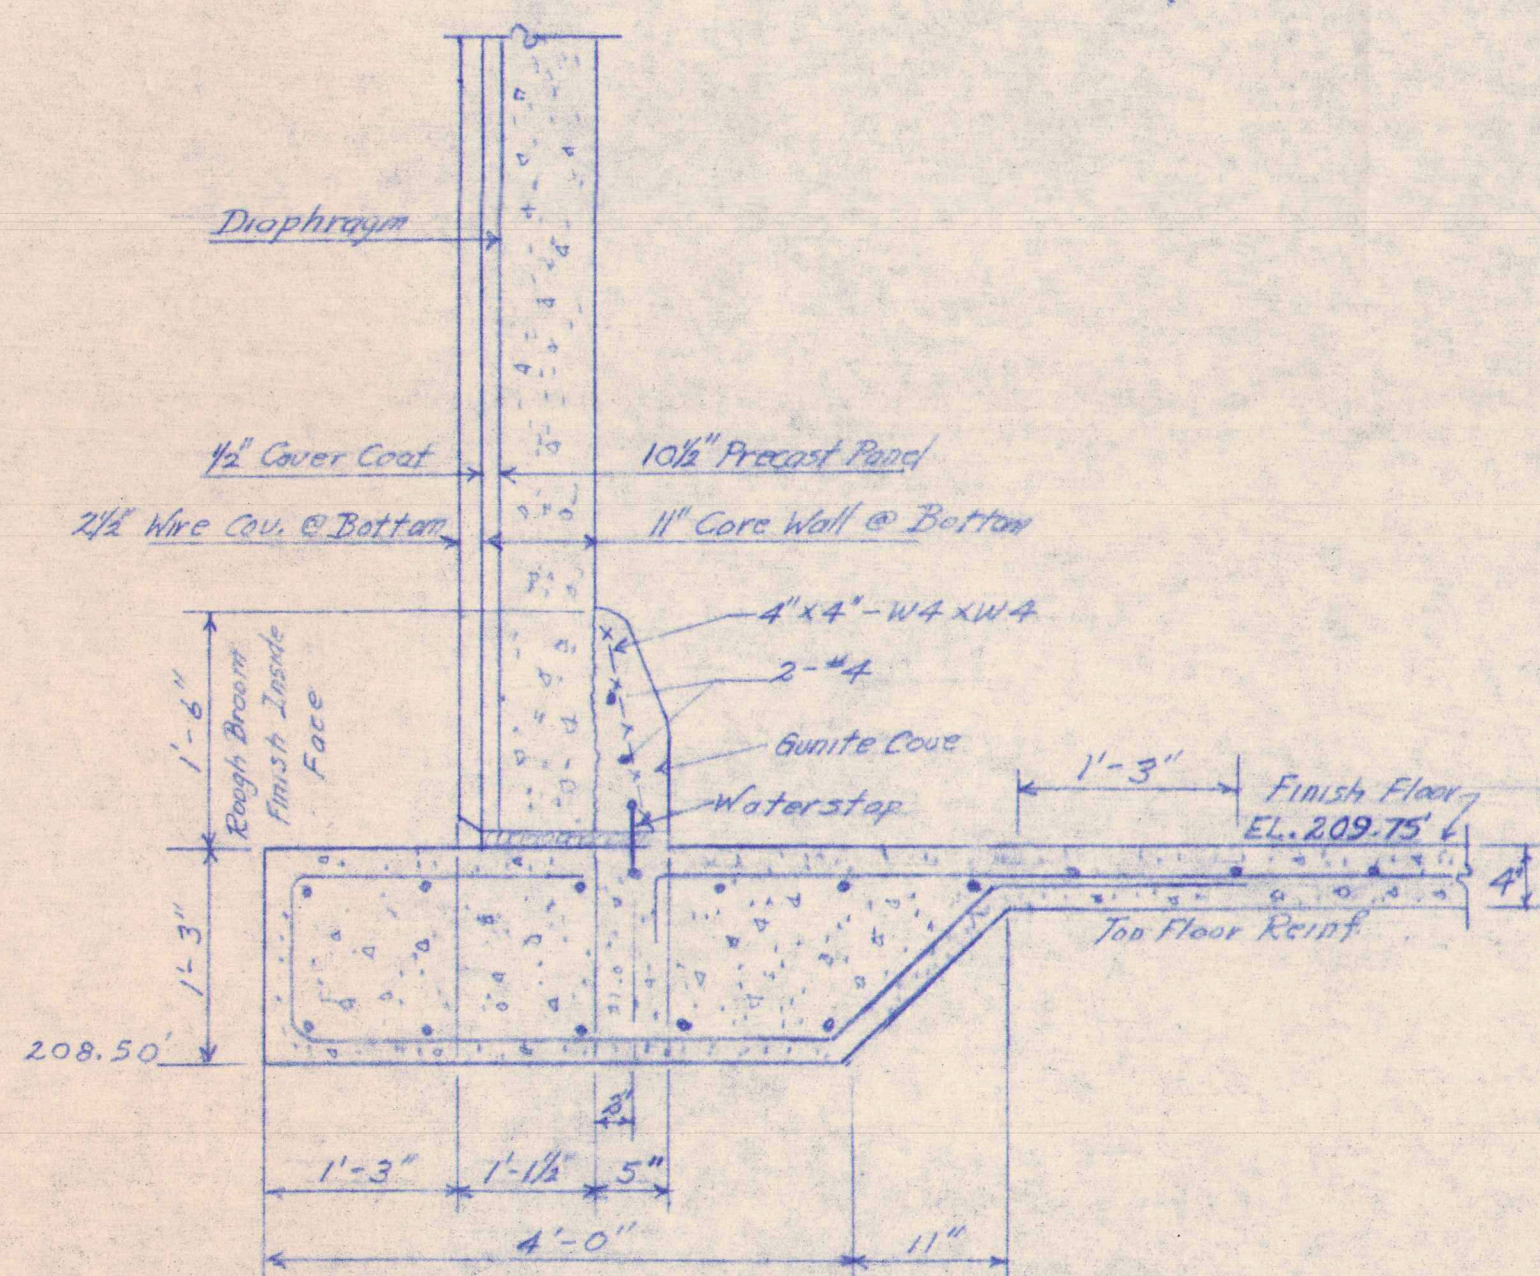 Diaphragm
1/2" Cover Coat
10 1/2" Precast Panel
2 1/2" Wire Cov. @ Bottom
11" Core Wall @ Bottom
4" x 4" - W4 x W4
2 - #4
1'-6"
Rough Broom
Finish Inside
Face
Gunite Cove
Waterstop
1'-3"
Finish Floor
EL. 209.75'
4"
Top Floor Reinf.
1'-3"
208.50'
3"
1'-3"
1'-1 1/2"
5"
4'-0"
11"